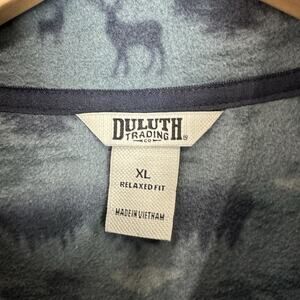 DULUTH
TRADING®
CO
XL
RELAXED FIT
MADE IN VIETNAM